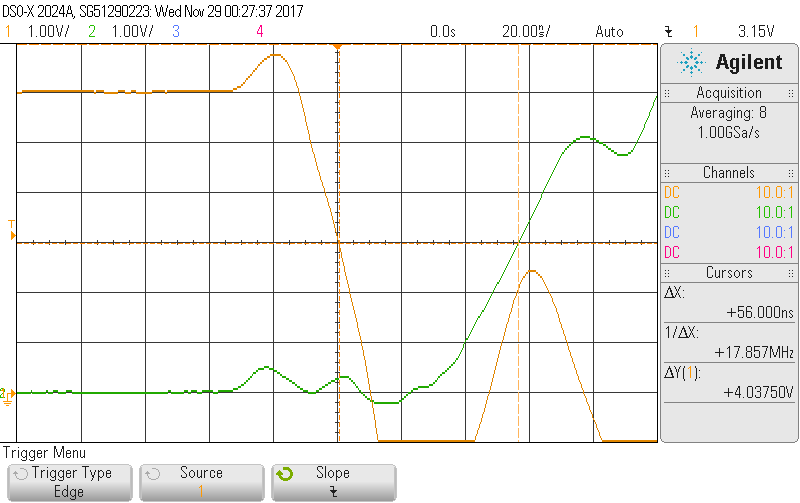 DSO-X 2024A, SG51290223: Wed Nov 29 00:27:37 2017
1 1.00V/ 2 1.00V/ 3 4 0.0s 20.00ns/ Auto 1 3.15V
Agilent
Acquisition
Averaging: 8
1.00GSa/s
Channels
DC 10.0:1
DC 10.0:1
DC 10.0:1
DC 10.0:1
Cursors
ΔX:
+56.000ns
1/ΔX:
+17.857MHz
ΔY(1):
+4.03750V
T
2
Trigger Menu
Trigger Type
Edge
Source
1
Slope